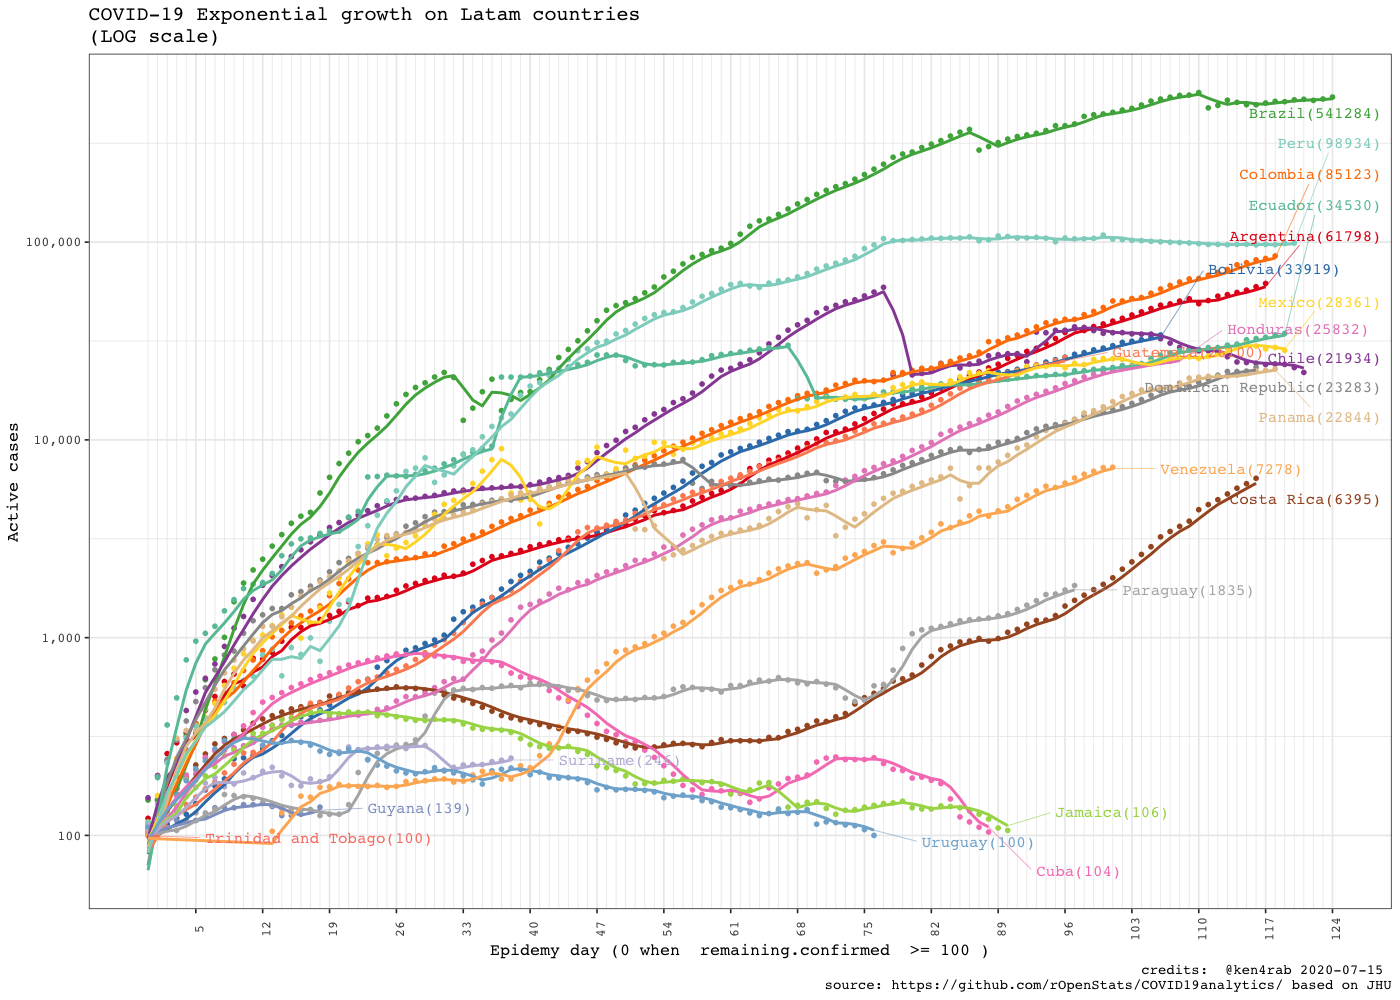 COVID-19 Exponential growth on Latam countries
(LOG scale)
Active cases
100,000
10,000
1,000
100
Brazil(541284)
Peru(98934)
Colombia(85123)
Ecuador(34530)
Argentina(61798)
Bolivia(33919)
Mexico(28361)
Honduras(25832)
Chile(21934)
Dominican Republic(23283)
Panama(22844)
Venezuela(7278)
Costa Rica(6395)
Paraguay(1835)
Suriname(246)
Guyana(139)
Jamaica(106)
Trinidad and Tobago(100)
Uruguay(100)
Cuba(104)
5 12 19 26 33 40 47 54 61 68 75 82 89 96 103 110 117 124
Epidemy day (0 when remaining.confirmed >= 100 )
credits: @ken4rab 2020-07-15
source: https://github.com/rOpenStats/COVID19analytics/ based on JHU